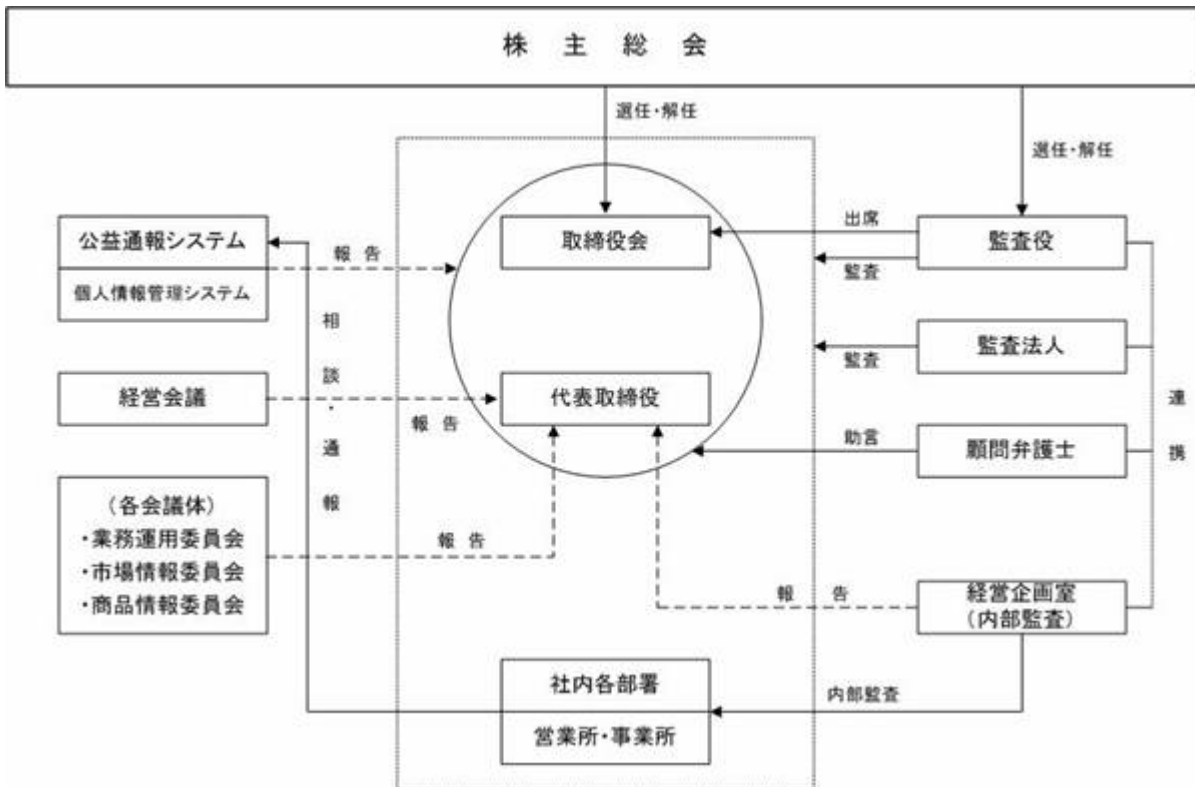 株 主 総 会
選任・解任
選任・解任
公益通報システム
個人情報管理システム
報 告
取締役会
出席
監査役
監査
相談・通報
監査法人
監査
経営会議
報 告
代表取締役
連携
助言
顧問弁護士
（各会議体）
・業務運用委員会
・市場情報委員会
・商品情報委員会
報 告
報 告
経営企画室
（内部監査）
社内各部署
営業所・事業所
内部監査